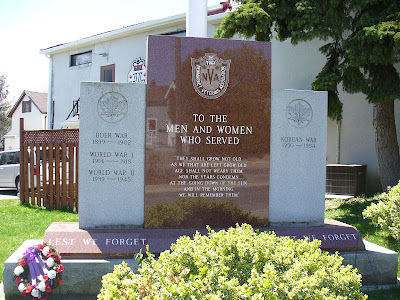 NVA
BOER WAR
1899 — 1902
WORLD WAR I
1914 — 1918
WORLD WAR II
1939 — 1945
NVA
TO THE
MEN AND WOMEN
WHO SERVED
THEY SHALL GROW NOT OLD
AS WE THAT ARE LEFT GROW OLD
AGE SHALL NOT WEARY THEM
NOR THE YEARS CONDEMN.
AT THE GOING DOWN OF THE SUN
AND IN THE MORNING
WE WILL REMEMBER THEM
KOREAN WAR
LEST WE FORGET
FORGET